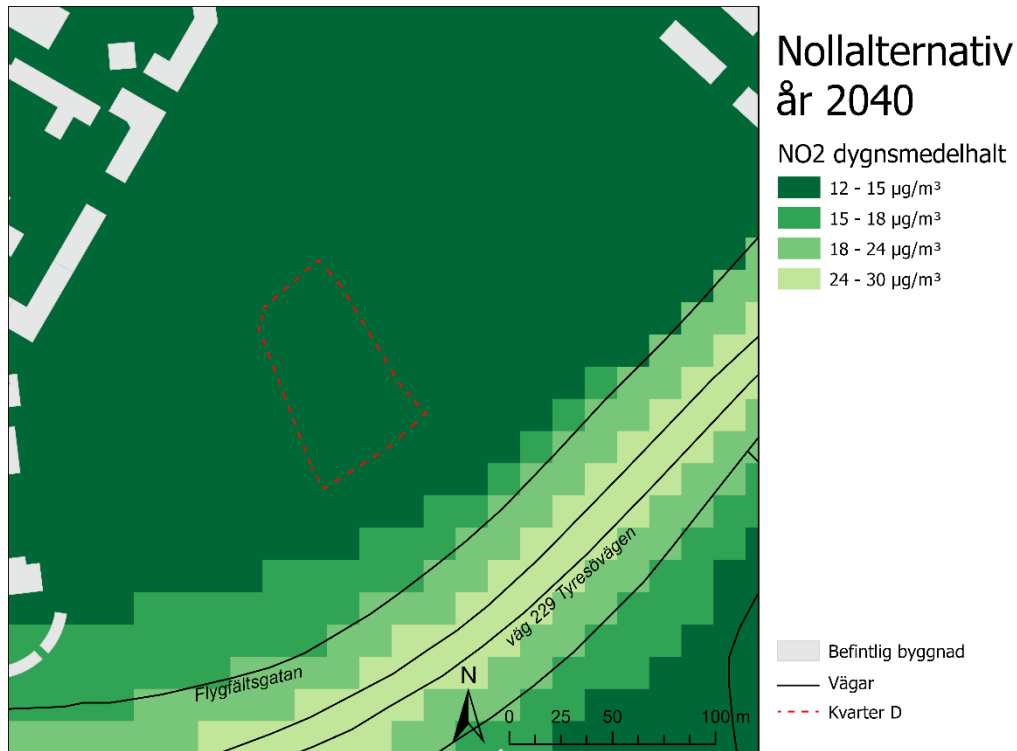 Nollalternativ
år 2040
NO2 dygnsmedelhalt
12 - 15 µg/m³
15 - 18 µg/m³
18 - 24 µg/m³
24 - 30 µg/m³
väg 229 Tyresövägen
Flygfältsgatan
N
0 25 50 100 m
Befintlig byggnad
Vägar
Kvarter D